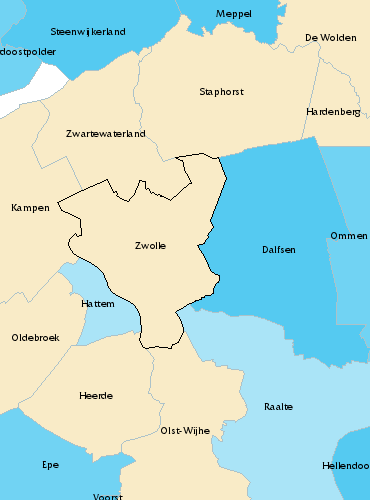 Meppel
Steenwijkerland
De Wolden
doostpolder
Staphorst
Hardenberg
Zwartewaterland
Kampen
Ommen
Zwolle
Dalfsen
Hattem
Oldebroek
Heerde
Raalte
Olst-Wijhe
Epe
Hellendoo
Voorst